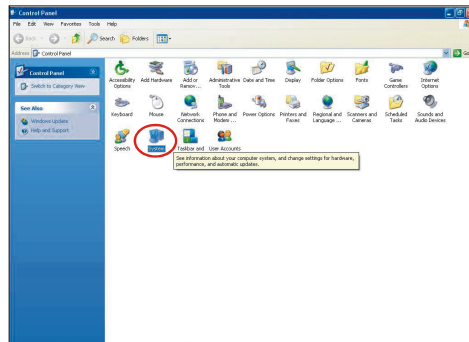 Control Panel
File Edit View Favorites Tools Help
Back Search Folders
Address Control Panel Go
Control Panel
Switch to Category View
See Also
Windows Update
Help and Support
Accessibility Options
Add Hardware
Add or Remov...
Administrative Tools
Date and Time
Display
Folder Options
Fonts
Game Controllers
Internet Options
Keyboard
Mouse
Network Connections
Phone and Modem ...
Power Options
Printers and Faxes
Regional and Language ...
Scanners and Cameras
Scheduled Tasks
Sounds and Audio Devices
Speech
System
Taskbar and
User Accounts
See information about your computer system, and change settings for hardware,
performance, and automatic updates.